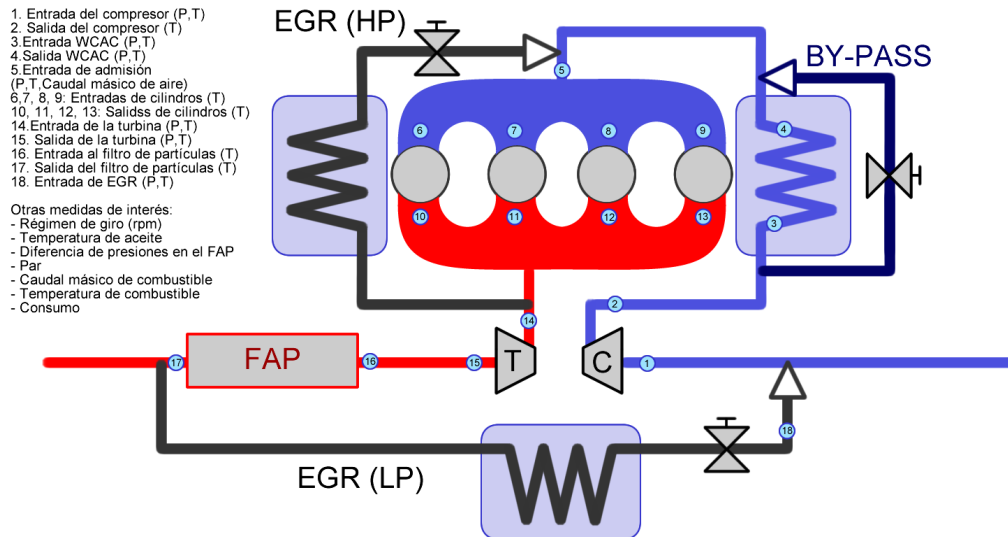 1. Entrada del compresor (P,T)
2. Salida del compresor (T)
3.Entrada WCAC (P,T)
4.Salida WCAC (P,T)
5.Entrada de admisión
(P,T,Caudal másico de aire)
6,7, 8, 9: Entradas de cilindros (T)
10, 11, 12, 13: Salidss de cilindros (T)
14.Entrada de la turbina (P,T)
15. Salida de la turbina (P,T)
16. Entrada al filtro de partículas (T)
17. Salida del filtro de partículas (T)
18. Entrada de EGR (P,T)
Otras medidas de interés:
- Régimen de giro (rpm)
- Temperatura de aceite
- Diferencia de presiones en el FAP
- Par
- Caudal másico de combustible
- Temperatura de combustible
- Consumo
EGR (HP)
BY-PASS
5
6
7
8
9
4
10
11
12
13
3
2
14
17
FAP
16
15
T
C
1
18
EGR (LP)